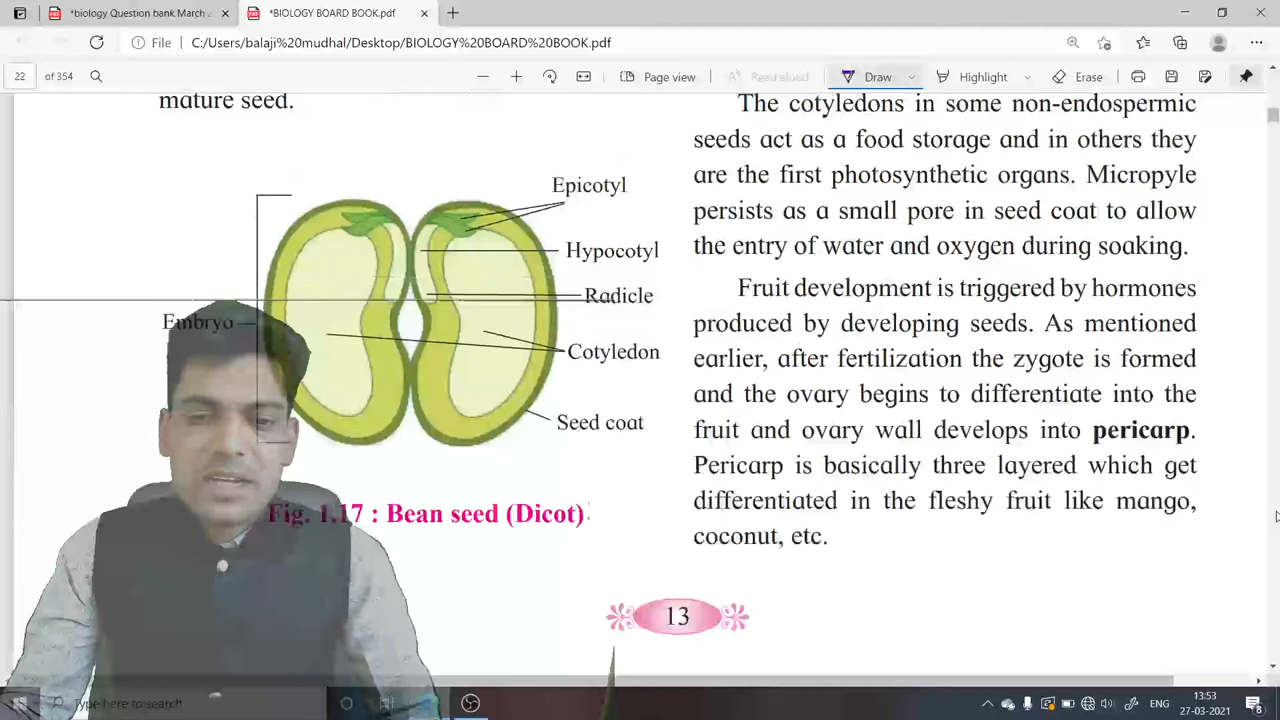 *biology Question bank March
*BIOLOGY BOARD BOOK.pdf
File
C:/Users/balaji%20mudhal/Desktop/BIOLOGY%20BOARD%20BOOK.pdf
22 of 354
Page view
Read aloud
Draw
Highlight
Erase
mature seed.
Epicotyl
Hypocotyl
Radicle
Embryo
Cotyledon
Seed coat
Fig. 1.17 : Bean seed (Dicot)
The cotyledons in some non-endospermic
seeds act as a food storage and in others they
are the first photosynthetic organs. Micropyle
persists as a small pore in seed coat to allow
the entry of water and oxygen during soaking.
Fruit development is triggered by hormones
produced by developing seeds. As mentioned
earlier, after fertilization the zygote is formed
and the ovary begins to differentiate into the
fruit and ovary wall develops into pericarp.
Pericarp is basically three layered which get
differentiated in the fleshy fruit like mango,
coconut, etc.
13
Type here to search
13:53
27-03-2021